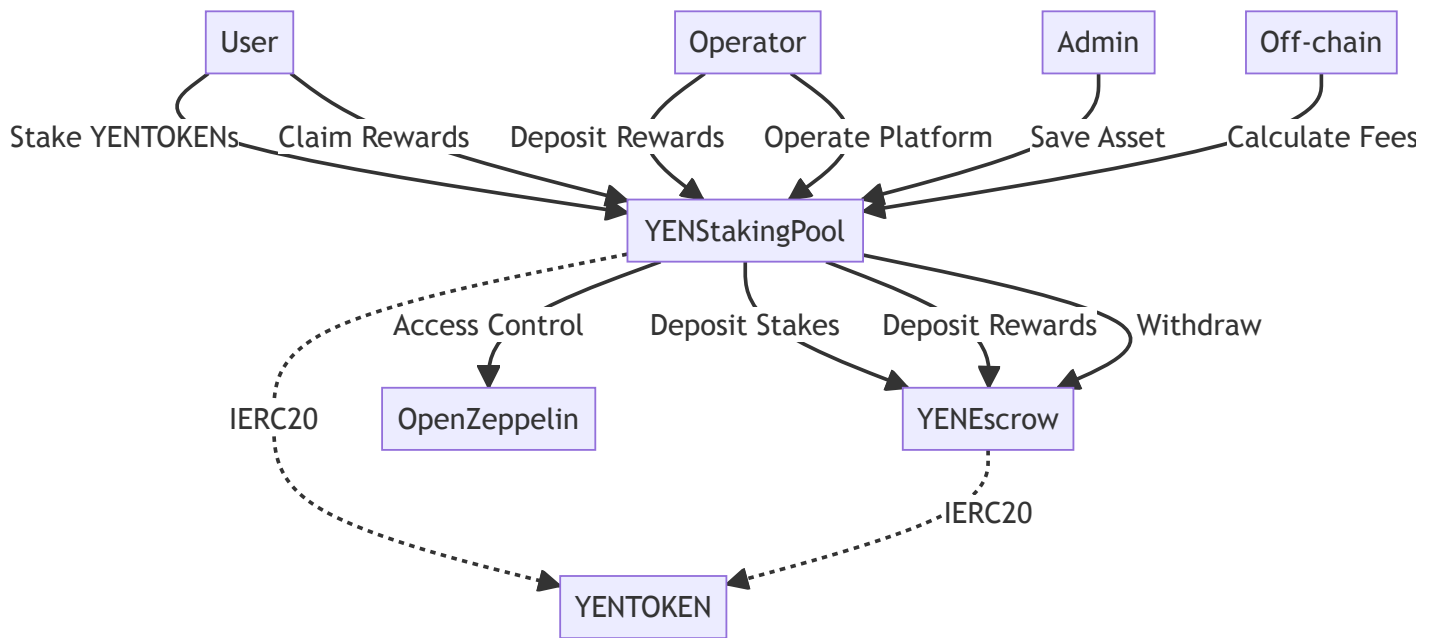 User
Operator
Admin
Off-chain
Stake YENTOKENs
Claim Rewards
Deposit Rewards
Operate Platform
Save Asset
Calculate Fees
YENStakingPool
Access Control
Deposit Stakes
Deposit Rewards
Withdraw
IERC20
OpenZeppelin
YENEscrow
IERC20
YENTOKEN